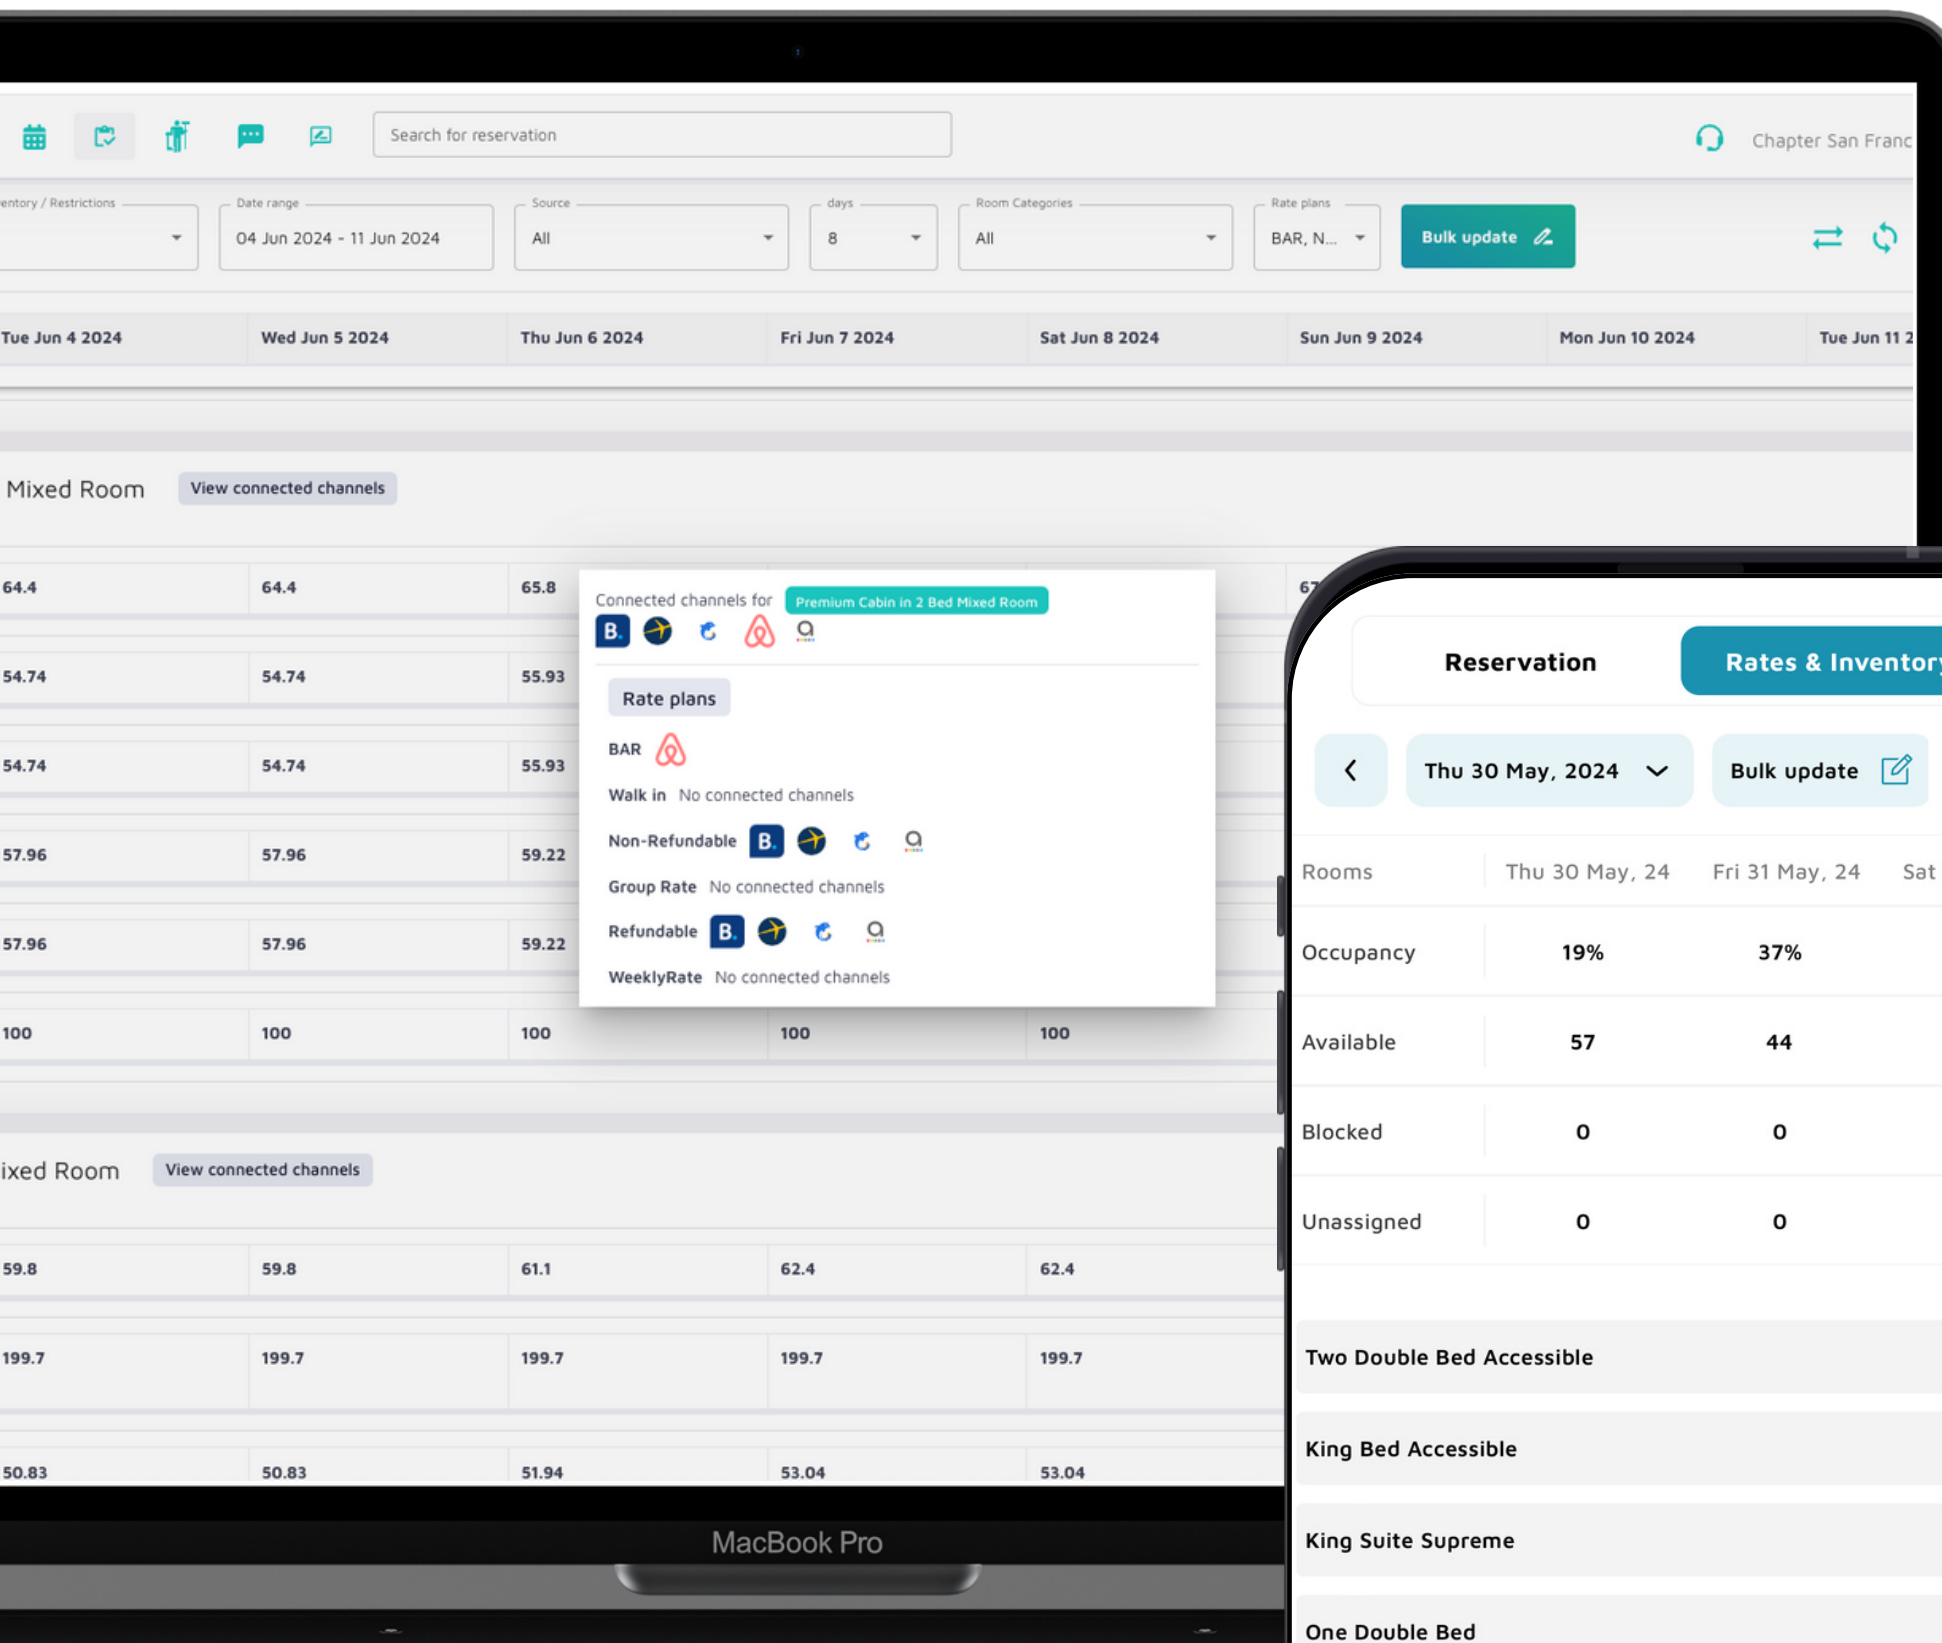 Search for reservation
Chapter San Franc
entory / Restrictions
Date range
Source
days
Room Categories
Rate plans
04 Jun 2024 - 11 Jun 2024
All
8
All
BAR, N...
Bulk update
Tue Jun 4 2024 Wed Jun 5 2024 Thu Jun 6 2024 Fri Jun 7 2024 Sat Jun 8 2024 Sun Jun 9 2024 Mon Jun 10 2024 Tue Jun 11 2
Mixed Room View connected channels
64.4 64.4 65.8 67
54.74 54.74 55.93
54.74 54.74 55.93
57.96 57.96 59.22
57.96 57.96 59.22
100 100 100 100 100
ixed Room View connected channels
59.8 59.8 61.1 62.4 62.4
199.7 199.7 199.7 199.7 199.7
50.83 50.83 51.94 53.04 53.04
Connected channels for Premium Cabin in 2 Bed Mixed Room
B.
Rate plans
BAR
Walk in No connected channels
Non-Refundable B.
Group Rate No connected channels
Refundable B.
WeeklyRate No connected channels
MacBook Pro
Reservation Rates & Inventory
Thu 30 May, 2024 Bulk update
Rooms Thu 30 May, 24 Fri 31 May, 24 Sat
Occupancy 19% 37%
Available 57 44
Blocked 0 0
Unassigned 0 0
Two Double Bed Accessible
King Bed Accessible
King Suite Supreme
One Double Bed